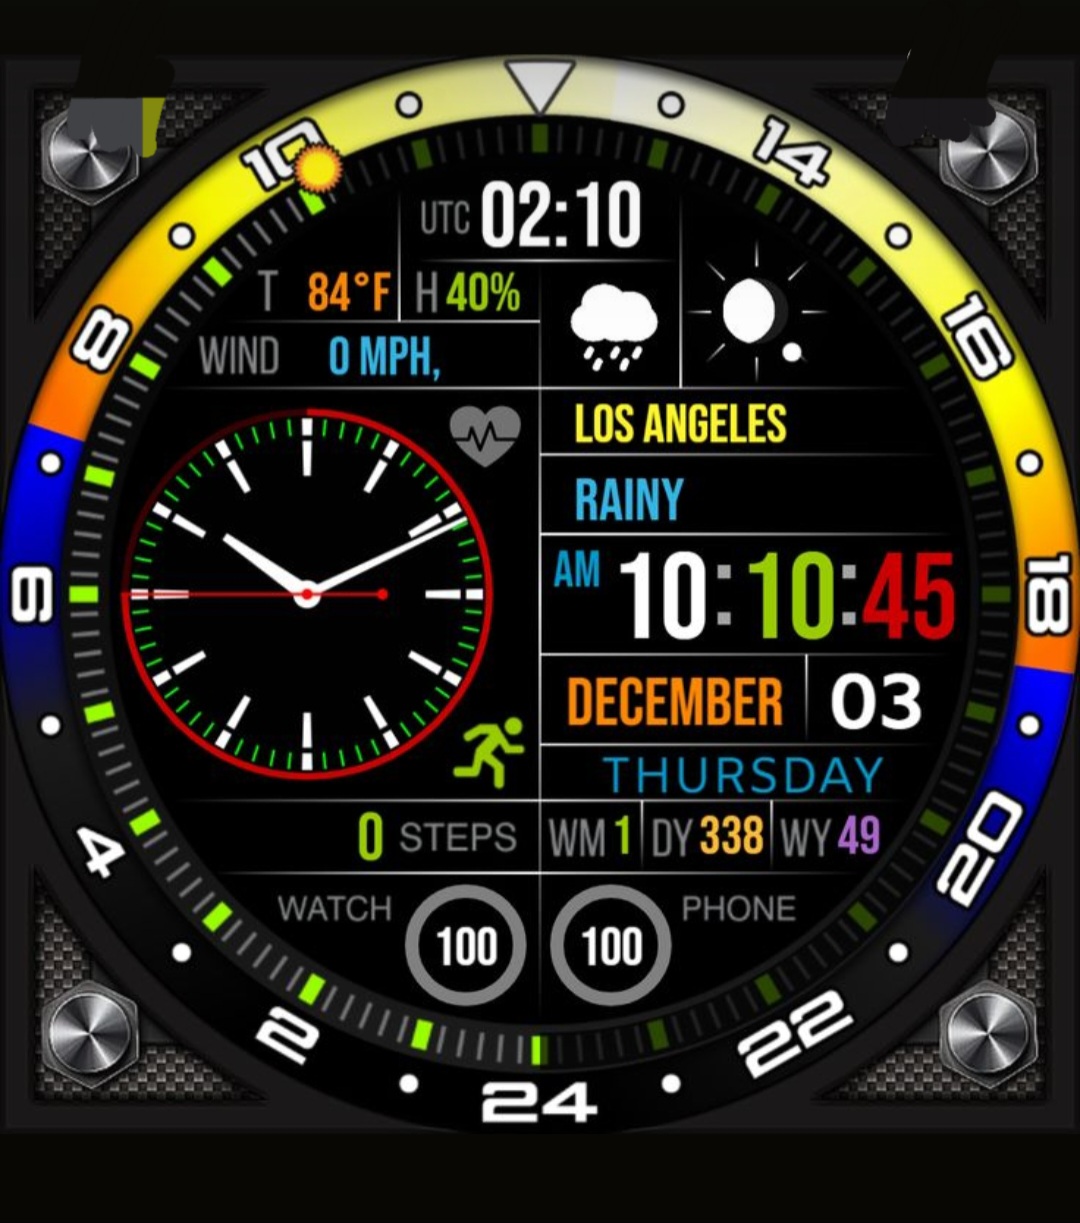 10
14
8
16
6
18
4
20
2
22
24
UTC 02:10
T 84°F H 40%
WIND 0 MPH,
LOS ANGELES
RAINY
AM 10:10:45
DECEMBER 03
THURSDAY
0 STEPS WM 1 DY 338 WY 49
WATCH 100 100 PHONE